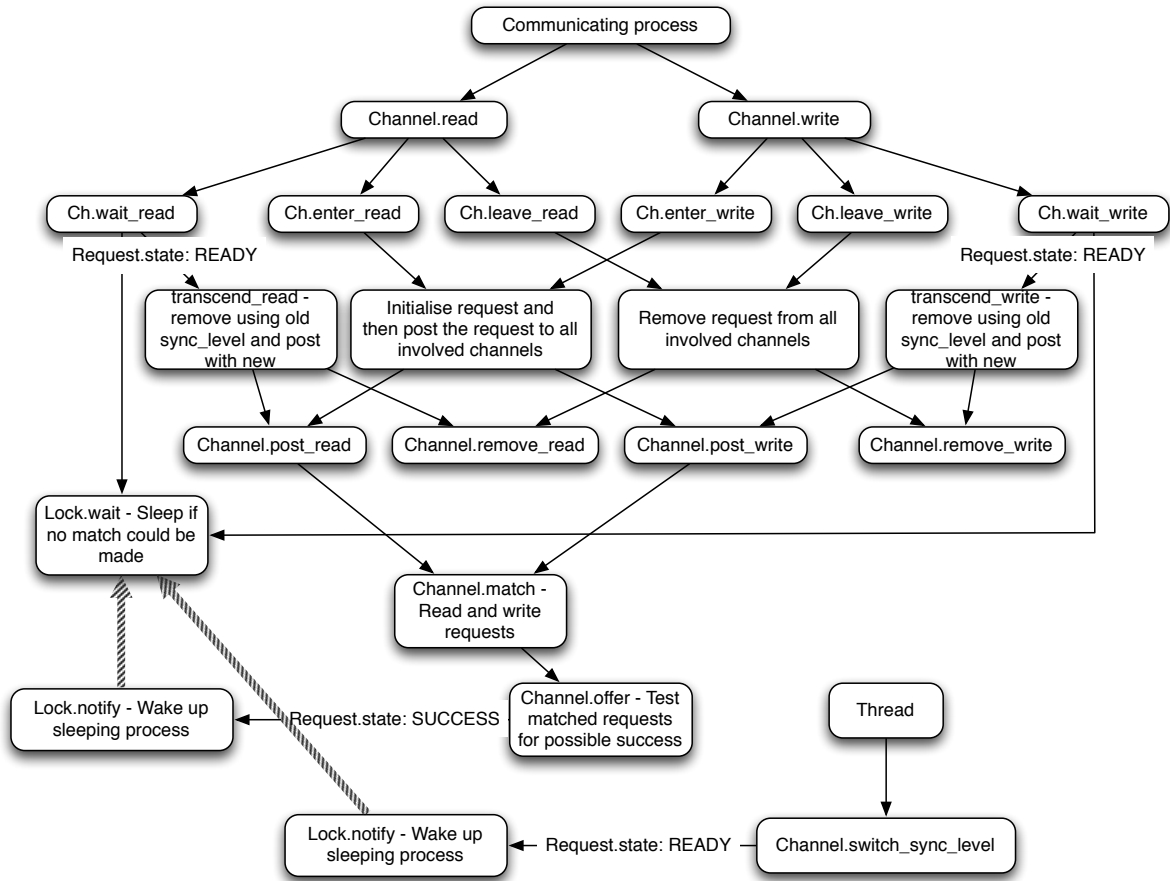 Communicating process
Channel.read
Channel.write
Ch.wait_read
Ch.enter_read
Ch.leave_read
Ch.enter_write
Ch.leave_write
Ch.wait_write
Request.state: READY
Request.state: READY
transcend_read -
remove using old
sync_level and post
with new
Initialise request and
then post the request to all
involved channels
Remove request from all
involved channels
transcend_write -
remove using old
sync_level and post
with new
Channel.post_read
Channel.remove_read
Channel.post_write
Channel.remove_write
Lock.wait - Sleep if
no match could be
made
Channel.match -
Read and write
requests
Lock.notify - Wake up
sleeping process
Request.state: SUCCESS
Channel.offer - Test
matched requests
for possible success
Thread
Lock.notify - Wake up
sleeping process
Request.state: READY
Channel.switch_sync_level